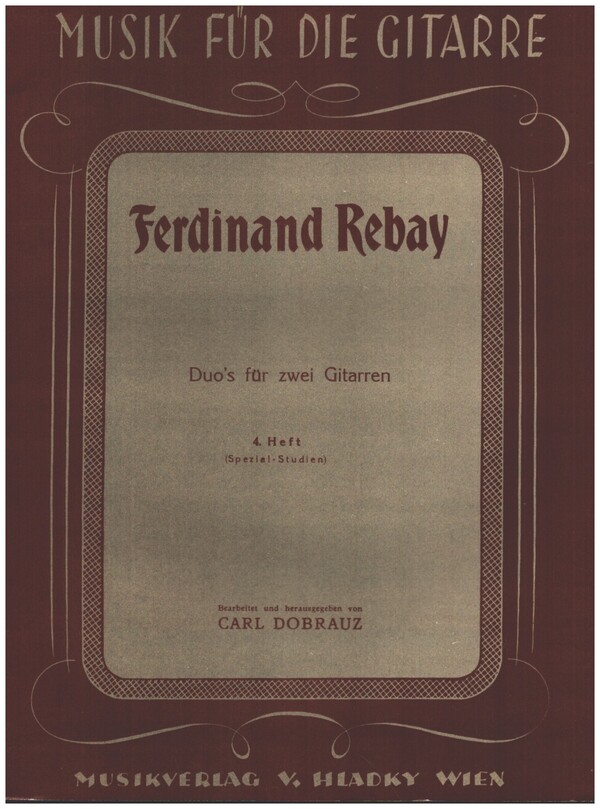 MUSIK FÜR DIE GITARRE
Ferdinand Rebay
Duo's für zwei Gitarren
4. Heft
(Spezial-Studien)
Bearbeitet und herausgegeben von
CARL DOBRAUZ
MUSIKVERLAG V. HLADKY WIEN